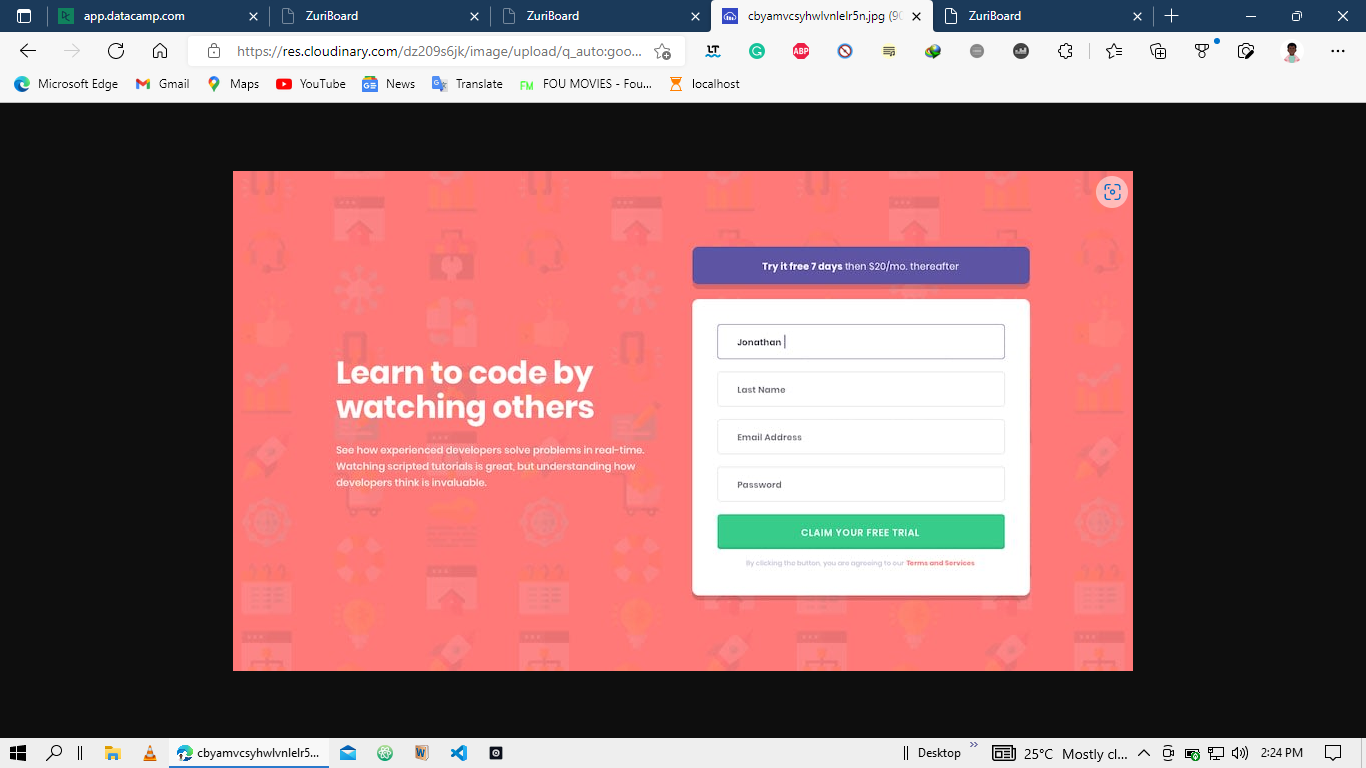 app.datacamp.com
ZuriBoard
ZuriBoard
cbyamvcsyhwlvnlelr5n.jpg (90
ZuriBoard
https://res.cloudinary.com/dz209s6jk/image/upload/q_auto:goo...
Microsoft Edge
Gmail
Maps
YouTube
News
Translate
FM FOU MOVIES - Fou...
localhost
Try it free 7 days then $20/mo. thereafter
Jonathan
Last Name
Email Address
Password
CLAIM YOUR FREE TRIAL
By clicking the button, you are agreeing to our Terms and Services
Learn to code by
watching others
See how experienced developers solve problems in real-time.
Watching scripted tutorials is great, but understanding how
developers think is invaluable.
cbyamvcsyhwlvnlelr5...
Desktop
25°C Mostly cl...
2:24 PM